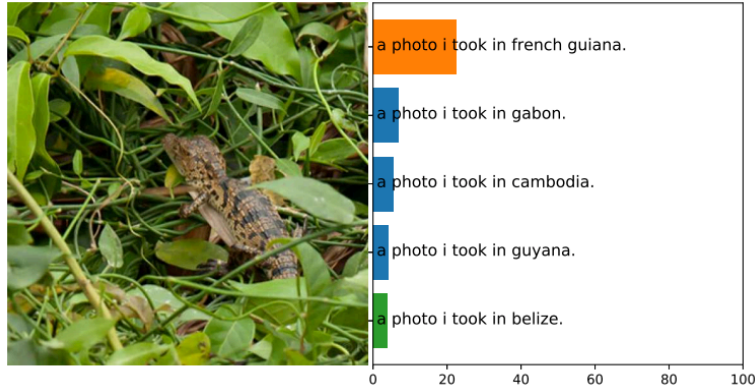 a photo i took in french guiana.
a photo i took in gabon.
a photo i took in cambodia.
a photo i took in guyana.
a photo i took in belize.
0 20 40 60 80 100